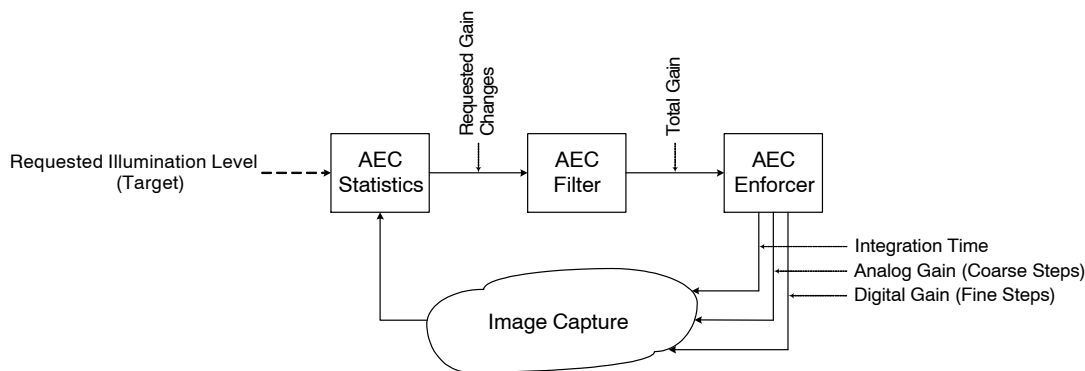 Requested Gain
Changes
Total Gain
Requested Illumination Level
(Target)
AEC
Statistics
AEC
Filter
AEC
Enforcer
Integration Time
Analog Gain (Coarse Steps)
Digital Gain (Fine Steps)
Image Capture